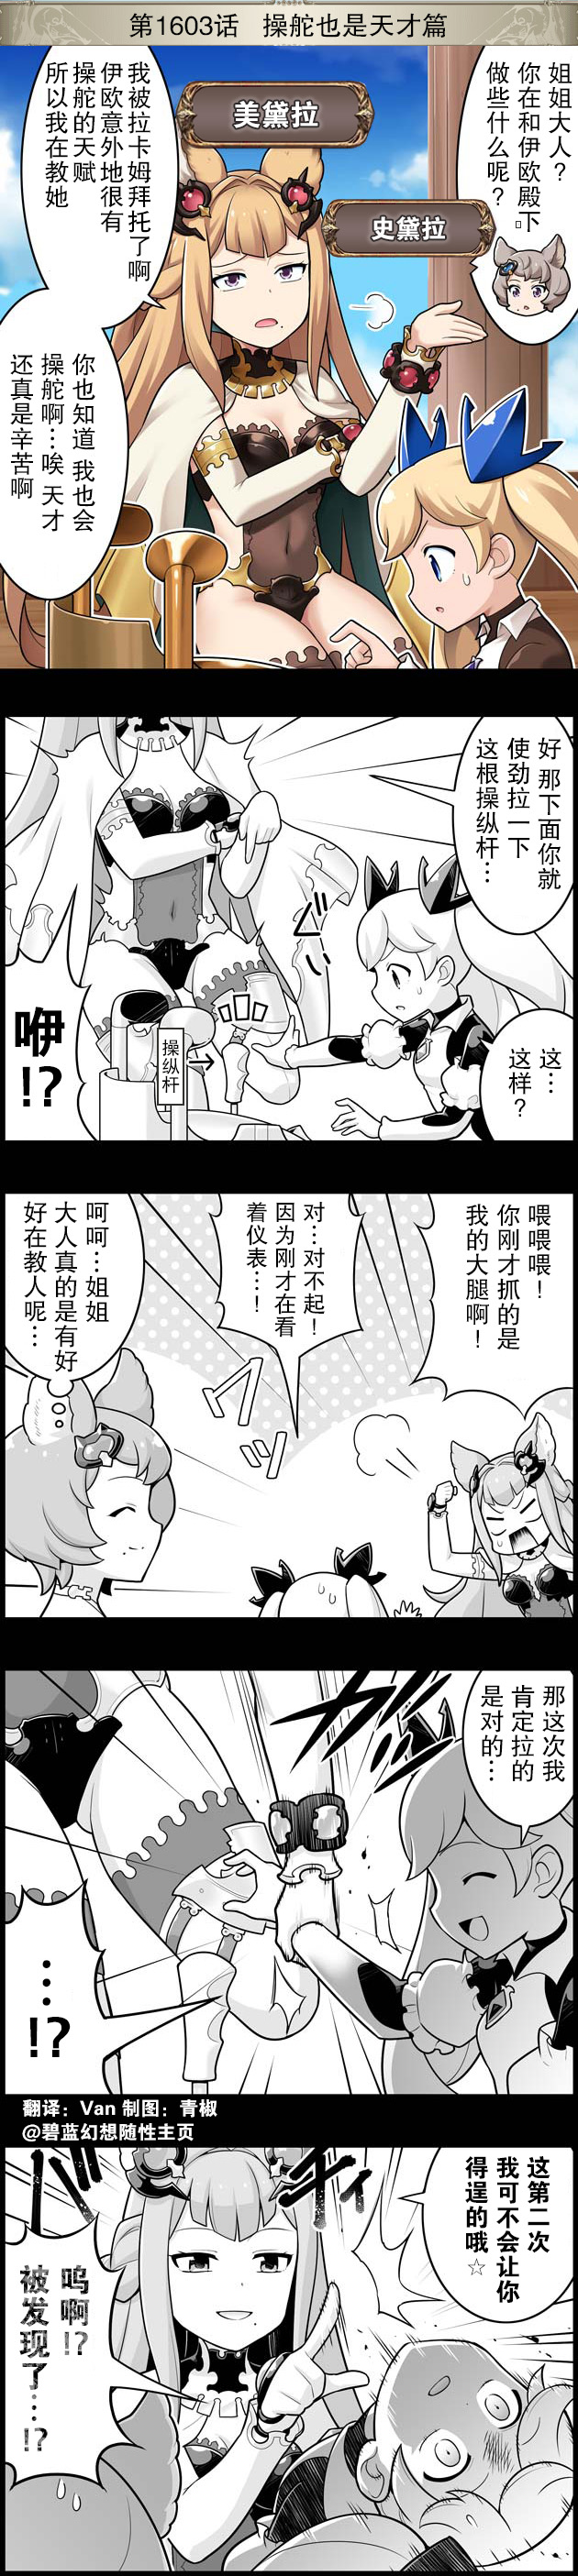 第1603话　操舵也是天才篇
姐姐大人？
你在和伊欧殿下
做些什么呢？
美黛拉
史黛拉
我被拉卡姆拜托了啊
伊欧意外地很有
操舵的天赋
所以我在教她
你也知道 我也会
操舵啊…唉 天才
还真是辛苦啊
好 那下面你就
使劲拉一下
这根操纵杆…
这…
这样？
操纵杆
→
咿
!?
喂喂喂！
你刚才抓的是
我的大腿啊！
对…对不起！
因为刚才在看
着仪表…！
呵呵…姐姐
大人真的是有好
好在教人呢…
クワッ
那这次我
肯定拉的
是对的…
ガッ
…
!?
翻译：Van 制图：青椒
@碧蓝幻想随性主页
这第二次
我可不会让你
得逞的哦☆
呜啊!?
被发现了…!?